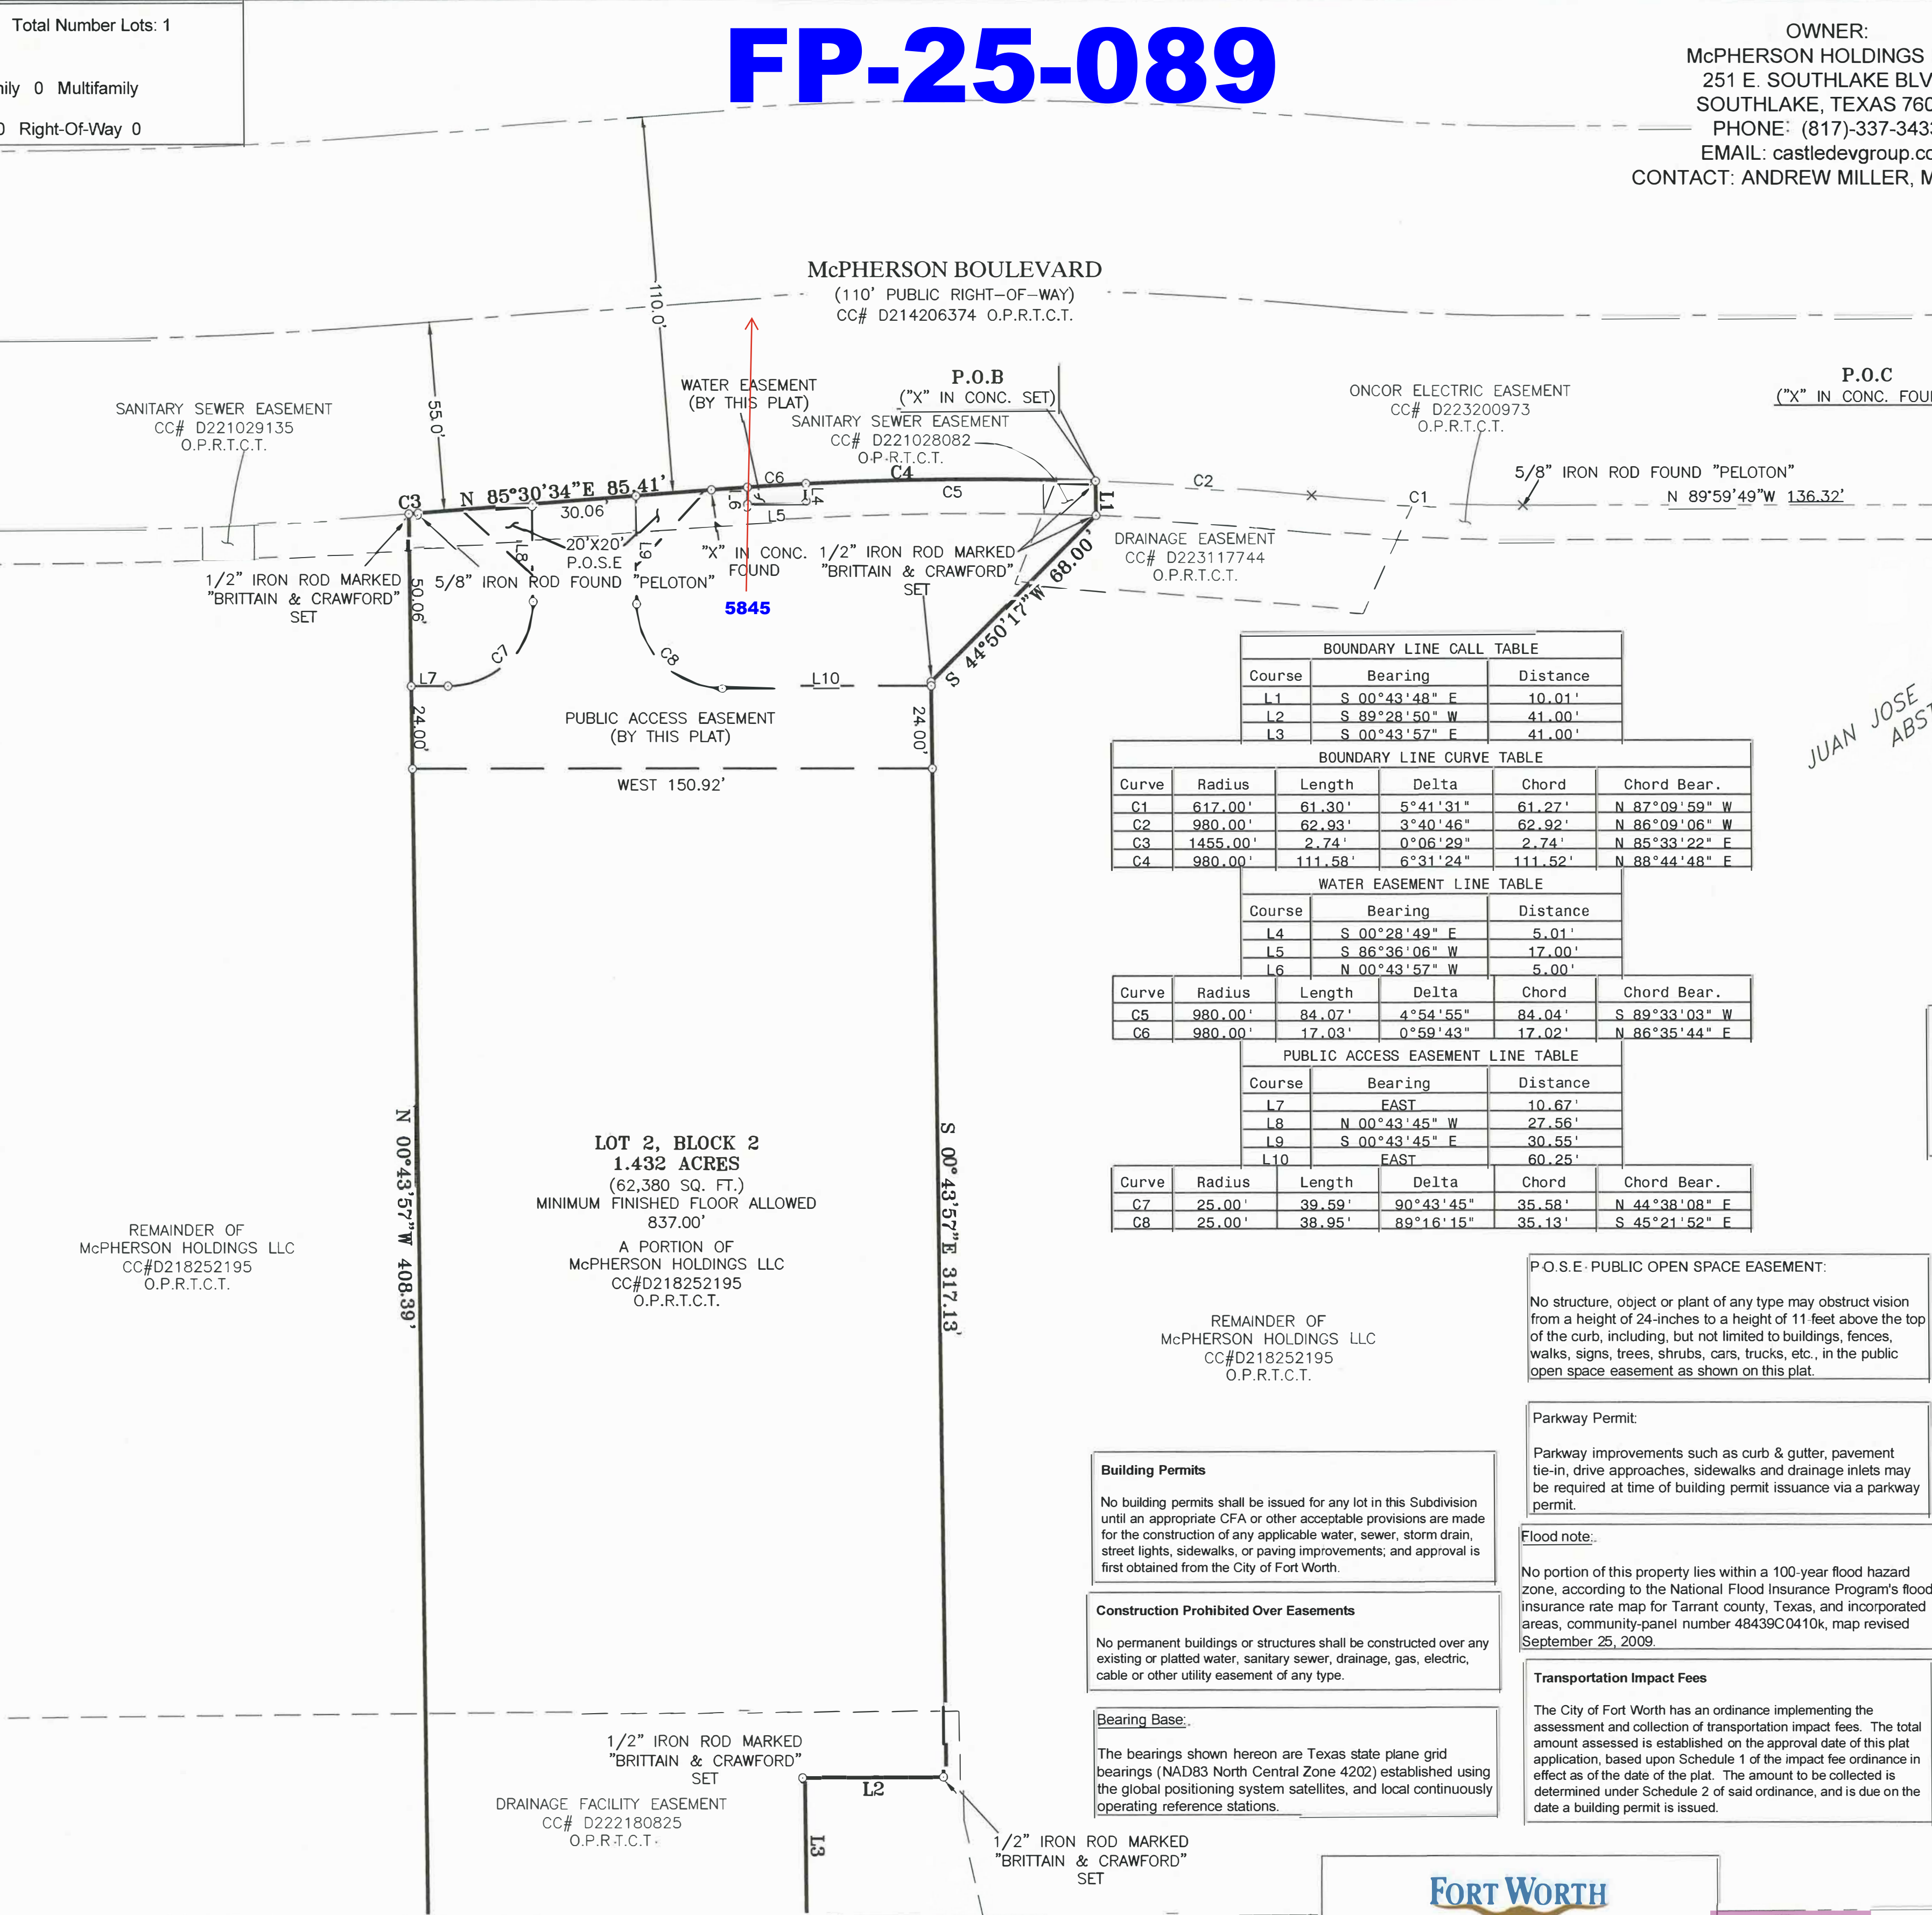 Total Number Lots: 1
0 Multifamily
Right-Of-Way 0
FP-25-089
OWNER:
McPHERSON HOLDINGS
251 E. SOUTHLAKE
SOUTHLAKE, TEXAS
PHONE: (817)-337-343
EMAIL:
CONTACT: ANDREW MILLER,
110.0'
McPHERSON BOULEVARD
(110' PUBLIC RIGHT-OF-WAY)
CC# D214206374 O.P.R.T.C.T.
55.0'
SANITARY SEWER EASEMENT
CC# D221029135
O.P.R.T.C.T.
WATER EASEMENT
(BY THIS PLAT)
P.O.B
("X" IN CONC. SET)
SANITARY SEWER EASEMENT
CC# D221028082
O.P.R.T.C.T.
ONCOR ELECTRIC EASEMENT
CC# D223200973
O.P.R.T.C.T.
P.O.C
("X" IN CONC.
5/8" IRON ROD FOUND "PELOTON"
N 89°59'49"W 136.32'
C3
N 85°30'34"E 85.41'
30.06'
C6
C4
C5
L6
L4
L5
L1
C2
C1
L8
20'X20'
P.O.S.E
L9
"X" IN CONC.
FOUND
1/2" IRON ROD MARKED
"BRITTAIN & CRAWFORD"
SET
DRAINAGE EASEMENT
CC# D223117744
O.P.R.T.C.T.
1/2" IRON ROD MARKED
"BRITTAIN & CRAWFORD"
SET
5/8" IRON ROD FOUND "PELOTON"
50.06'
5845
S 44°50'17"W 68.00'
C7
C8
L7
L10
24.00'
PUBLIC ACCESS EASEMENT
(BY THIS PLAT)
24.00'
WEST 150.92'
JUAN JOSE
BOUNDARY LINE CALL TABLE
Course Bearing Distance
L1 S 00°43'48" E 10.01'
L2 S 89°28'50" W 41.00'
L3 S 00°43'57" E 41.00'
BOUNDARY LINE CURVE TABLE
Curve Radius Length Delta Chord Chord Bear.
C1 617.00' 61.30' 5°41'31" 61.27' N 87°09'59" W
C2 980.00' 62.93' 3°40'46" 62.92' N 86°09'06" W
C3 1455.00' 2.74' 0°06'29" 2.74' N 85°33'22" E
C4 980.00' 111.58' 6°31'24" 111.52' N 88°44'48" E
WATER EASEMENT LINE TABLE
Course Bearing Distance
L4 S 00°28'49" E 5.01'
L5 S 86°36'06" W 17.00'
L6 N 00°43'57" W 5.00'
Curve Radius Length Delta Chord Chord Bear.
C5 980.00' 84.07' 4°54'55" 84.04' S 89°33'03" W
C6 980.00' 17.03' 0°59'43" 17.02' N 86°35'44" E
PUBLIC ACCESS EASEMENT LINE TABLE
Course Bearing Distance
L7 EAST 10.67'
L8 N 00°43'45" W 27.56'
L9 S 00°43'45" E 30.55'
L10 EAST 60.25'
Curve Radius Length Delta Chord Chord Bear.
C7 25.00' 39.59' 90°43'45" 35.58' N 44°38'08" E
C8 25.00' 38.95' 89°16'15" 35.13' S 45°21'52" E
N 00°43'57"W 408.39'
LOT 2, BLOCK 2
1.432 ACRES
(62,380 SQ. FT.)
MINIMUM FINISHED FLOOR ALLOWED
837.00'
A PORTION OF
McPHERSON HOLDINGS LLC
CC#D218252195
O.P.R.T.C.T.
S 00°43'57"E 317.13'
REMAINDER OF
McPHERSON HOLDINGS LLC
CC#D218252195
O.P.R.T.C.T.
REMAINDER OF
McPHERSON HOLDINGS LLC
CC#D218252195
O.P.R.T.C.T.
P.O.S.E. PUBLIC OPEN SPACE EASEMENT:
No structure, object or plant of any type may obstruct vision
from a height of 24-inches to a height of 11-feet above the top
of the curb, including, but not limited to buildings, fences,
walks, signs, trees, shrubs, cars, trucks, etc., in the public
open space easement as shown on this plat.
Parkway Permit:
Parkway improvements such as curb & gutter, pavement
tie-in, drive approaches, sidewalks and drainage inlets may
be required at time of building permit issuance via a parkway
permit.
Building Permits
No building permits shall be issued for any lot in this Subdivision
until an appropriate CFA or other acceptable provisions are made
for the construction of any applicable water, sewer, storm drain,
street lights, sidewalks, or paving improvements; and approval is
first obtained from the City of Fort Worth.
Flood note:
No portion of this property lies within a 100-year flood hazard
zone, according to the National Flood Insurance Program's flood
insurance rate map for Tarrant county, Texas, and incorporated
areas, community-panel number 48439C0410k, map revised
September 25, 2009.
Construction Prohibited Over Easements
No permanent buildings or structures shall be constructed over any
existing or platted water, sanitary sewer, drainage, gas, electric,
cable or other utility easement of any type.
Transportation Impact Fees
The City of Fort Worth has an ordinance implementing the
assessment and collection of transportation impact fees. The total
amount assessed is established on the approval date of this plat
application, based upon Schedule 1 of the impact fee ordinance in
effect as of the date of the plat. The amount to be collected is
determined under Schedule 2 of said ordinance, and is due on the
date a building permit is issued.
Bearing Base:
The bearings shown hereon are Texas state plane grid
bearings (NAD83 North Central Zone 4202) established using
the global positioning system satellites, and local continuously
operating reference stations.
1/2" IRON ROD MARKED
"BRITTAIN & CRAWFORD"
SET
L2
DRAINAGE FACILITY EASEMENT
CC# D222180825
O.P.R.T.C.T.
L3
1/2" IRON ROD MARKED
"BRITTAIN & CRAWFORD"
SET
FORT WORTH